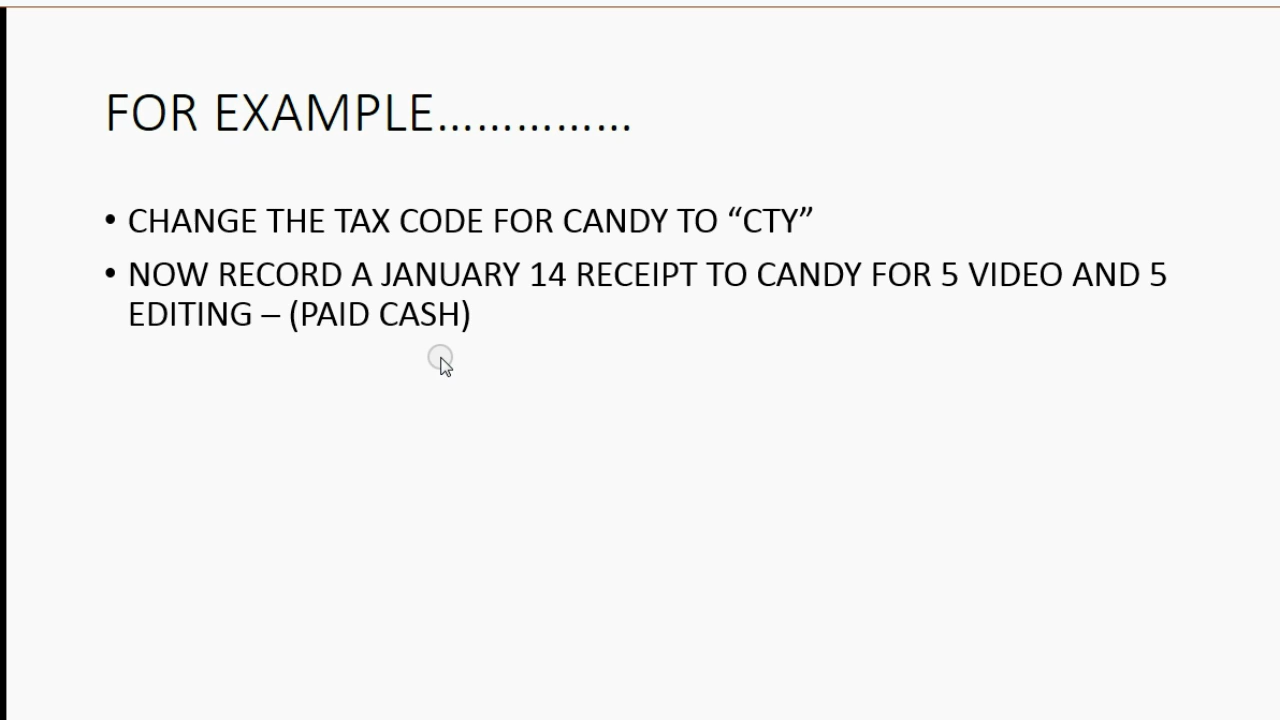 FOR EXAMPLE……………
• CHANGE THE TAX CODE FOR CANDY TO “CTY”
• NOW RECORD A JANUARY 14 RECEIPT TO CANDY FOR 5 VIDEO AND 5
EDITING – (PAID CASH)